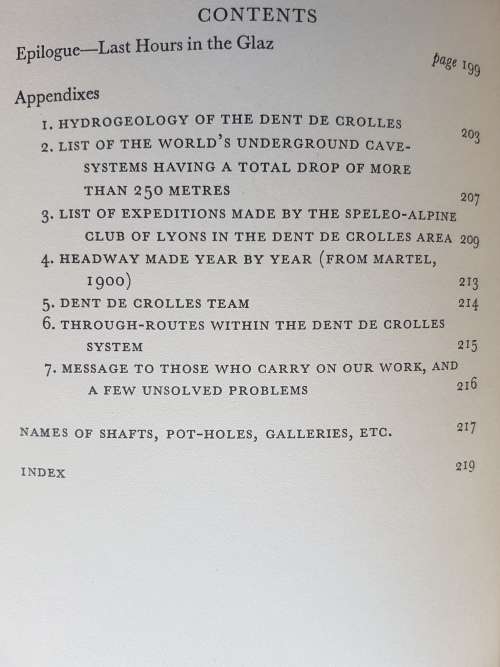 CONTENTS
Epilogue—Last Hours in the Glaz page 199
Appendixes
1. HYDROGEOLOGY OF THE DENT DE CROLLES 203
2. LIST OF THE WORLD'S UNDERGROUND CAVE-
SYSTEMS HAVING A TOTAL DROP OF MORE
THAN 250 METRES 207
3. LIST OF EXPEDITIONS MADE BY THE SPELEO-ALPINE
CLUB OF LYONS IN THE DENT DE CROLLES AREA 209
4. HEADWAY MADE YEAR BY YEAR (FROM MARTEL,
1900) 213
5. DENT DE CROLLES TEAM 214
6. THROUGH-ROUTES WITHIN THE DENT DE CROLLES
SYSTEM 215
7. MESSAGE TO THOSE WHO CARRY ON OUR WORK, AND
A FEW UNSOLVED PROBLEMS 216
NAMES OF SHAFTS, POT-HOLES, GALLERIES, ETC. 217
INDEX 219